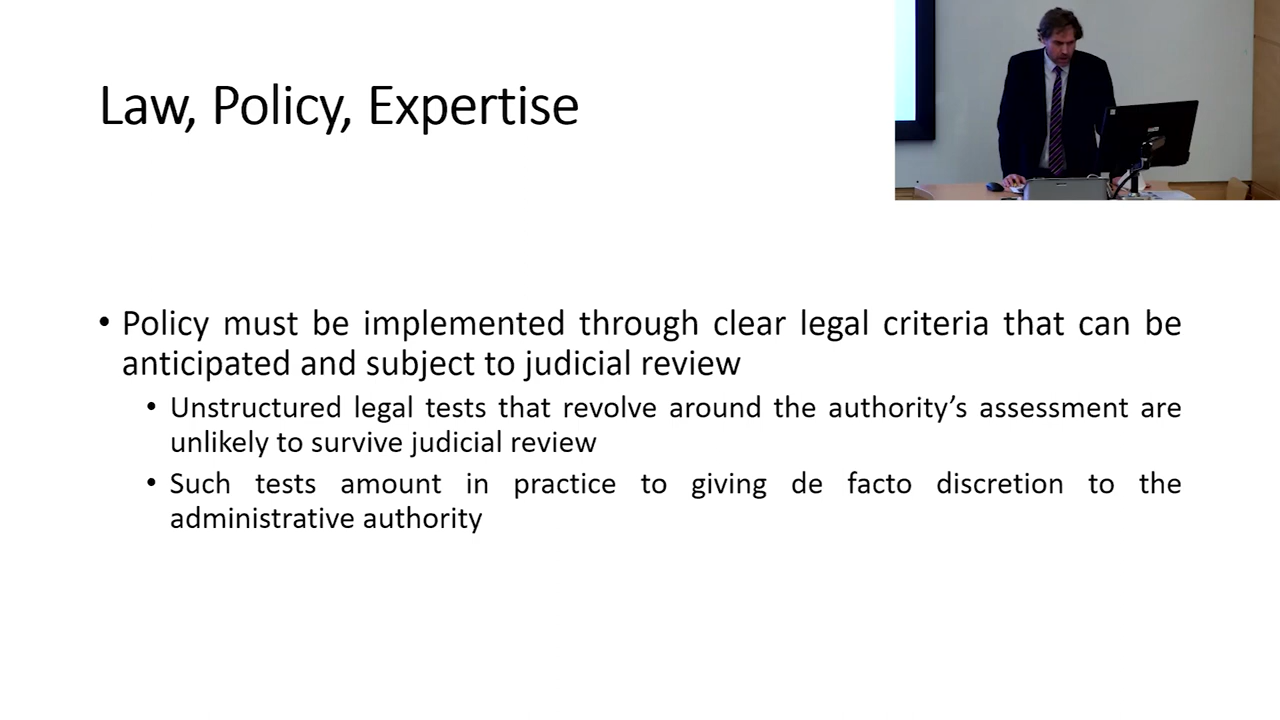 Law, Policy, Expertise
• Policy must be implemented through clear legal criteria that can be
anticipated and subject to judicial review
• Unstructured legal tests that revolve around the authority’s assessment are
unlikely to survive judicial review
• Such tests amount in practice to giving de facto discretion to the
administrative authority